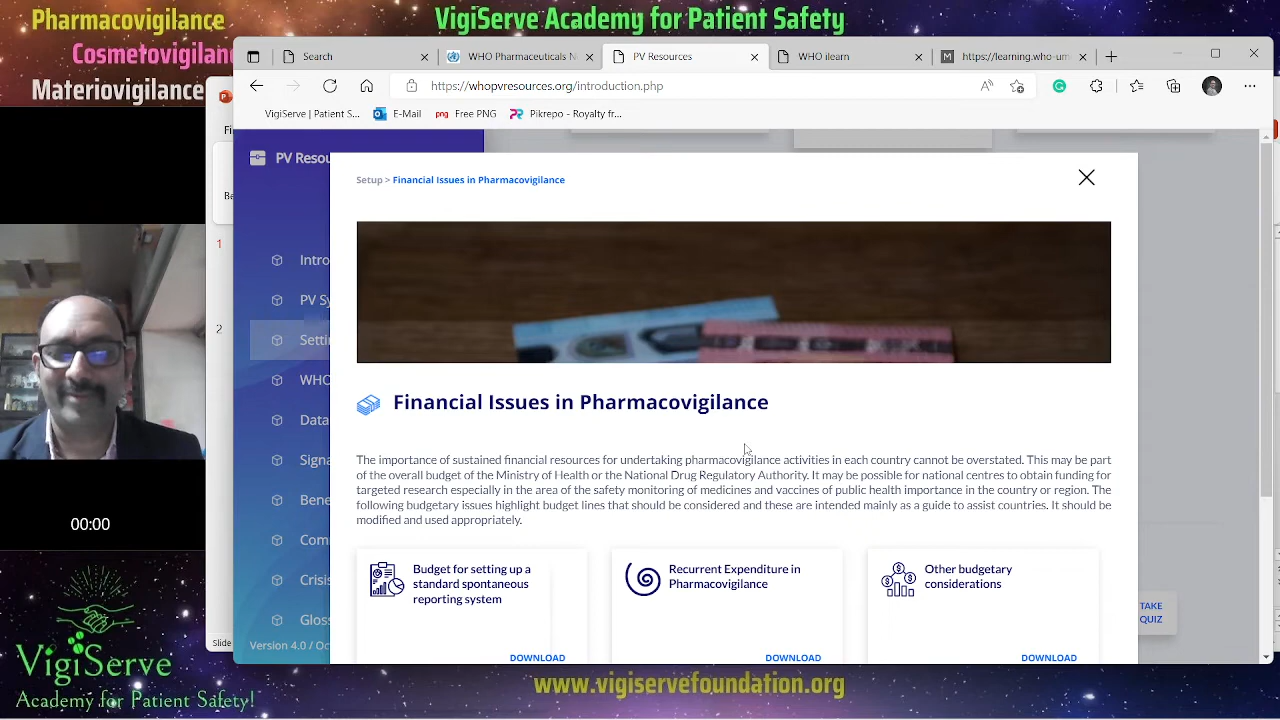 Pharmacovigilance
VigiServe Academy for Patient Safety
Cosmetovigilanc
Materiovigilance
Search
WHO Pharmaceuticals N
PV Resources
WHO ilearn
https://learning.who-um
https://whopvresources.org/introduction.php
VigiServe | Patient S...
E-Mail
png Free PNG
Pikrepo - Royalty fr...
Fi
PV Resou
Setup > Financial Issues in Pharmacovigilance
Be
1
Intro
PV Sy
2
Setti
WHO
Data
Signa
Bene
Com
Crisis
Glos
Version 4.0 / Oc
Slide
Financial Issues in Pharmacovigilance
The importance of sustained financial resources for undertaking pharmacovigilance activities in each country cannot be overstated. This may be part
of the overall budget of the Ministry of Health or the National Drug Regulatory Authority. It may be possible for national centres to obtain funding for
targeted research especially in the area of the safety monitoring of medicines and vaccines of public health importance in the country or region. The
following budgetary issues highlight budget lines that should be considered and these are intended mainly as a guide to assist countries. It should be
modified and used appropriately.
Budget for setting up a
standard spontaneous
reporting system
DOWNLOAD
Recurrent Expenditure in
Pharmacovigilance
DOWNLOAD
Other budgetary
considerations
DOWNLOAD
TAKE
QUIZ
00:00
VigiServe
Academy for Patient Safety!
www.vigiservefoundation.org